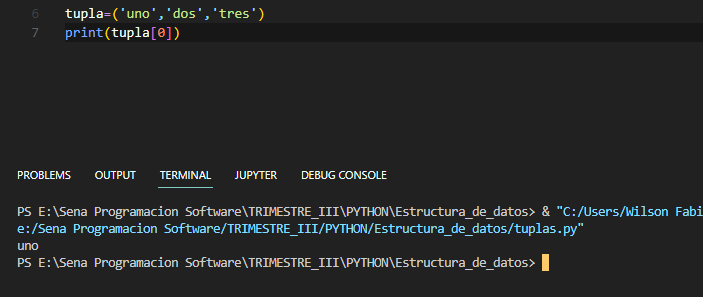 6 tupla=('uno','dos','tres')
7 print(tupla[0])
PROBLEMS OUTPUT TERMINAL JUPYTER DEBUG CONSOLE
PS E:\Sena Programacion Software\TRIMESTRE_III\PYTHON\Estructura_de_datos> & "C:/Users/Wilson Fabi
e:/Sena Programacion Software/TRIMESTRE_III/PYTHON/Estructura_de_datos/tuplas.py"
uno
PS E:\Sena Programacion Software\TRIMESTRE_III\PYTHON\Estructura_de_datos>